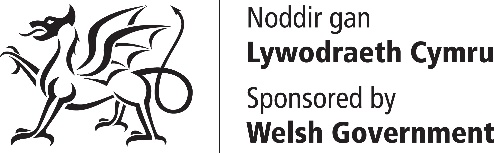 Noddir gan
Lywodraeth Cymru
Sponsored by
Welsh Government